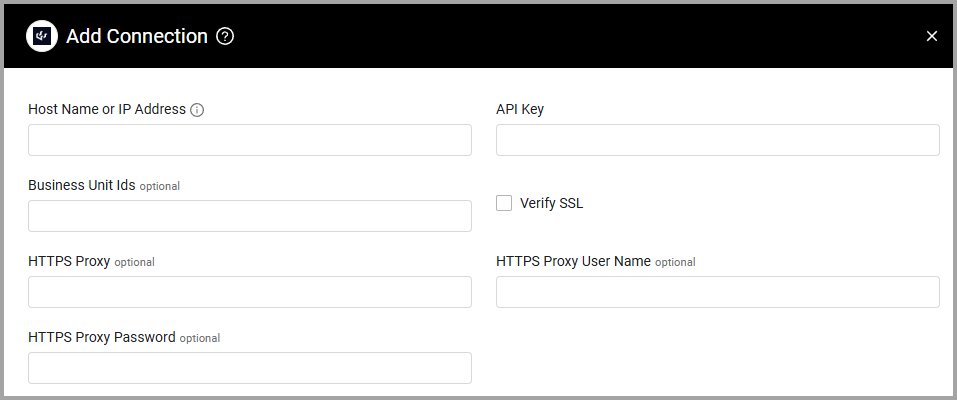 Add Connection
Host Name or IP Address
API Key
Business Unit Ids optional
Verify SSL
HTTPS Proxy optional
HTTPS Proxy User Name optional
HTTPS Proxy Password optional